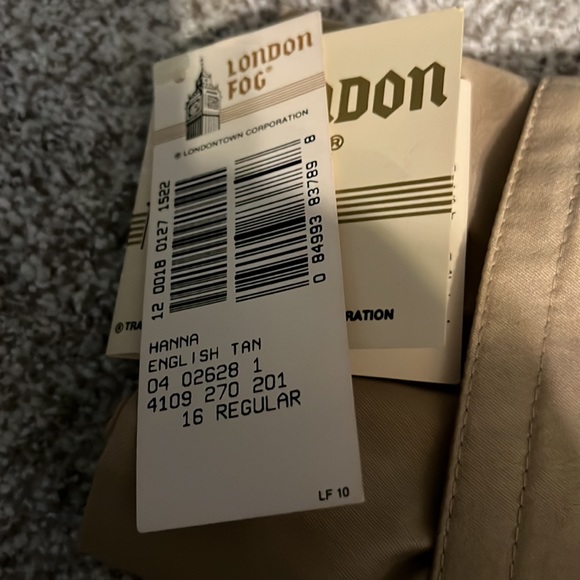 LONDON
FOG®
® LONDONTOWN CORPORATION
12 0018 0127 1522
0 84993 83789 8
HANNA
ENGLISH TAN
04 02628 1
4109 270 201
16 REGULAR
LF 10
DON
®
RATION
® TRA